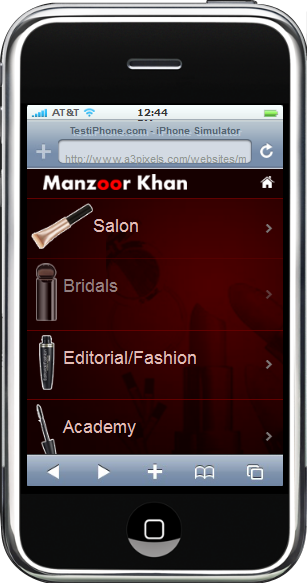 AT&T 12:44
TestiPhone.com - iPhone Simulator
http://www.a3pixels.com/websites/m
Manzoor Khan
Salon
Bridals
Editorial/Fashion
Academy